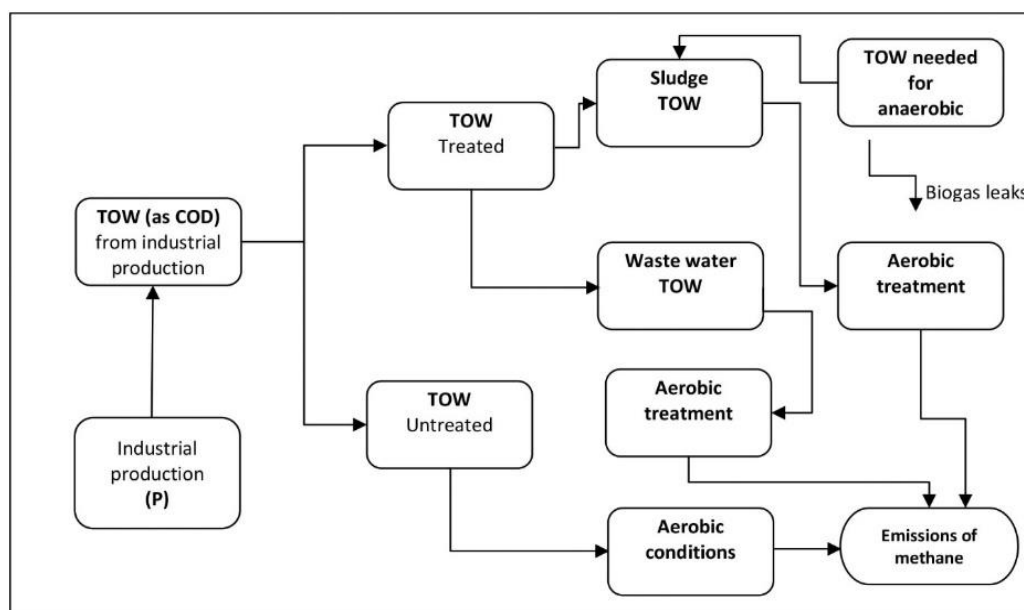 TOW needed
for
anaerobic
Sludge
TOW
TOW
Treated
Biogas leaks
TOW (as COD)
from industrial
production
Waste water
TOW
Aerobic
treatment
Aerobic
treatment
TOW
Untreated
Industrial
production
(P)
Aerobic
conditions
Emissions of
methane